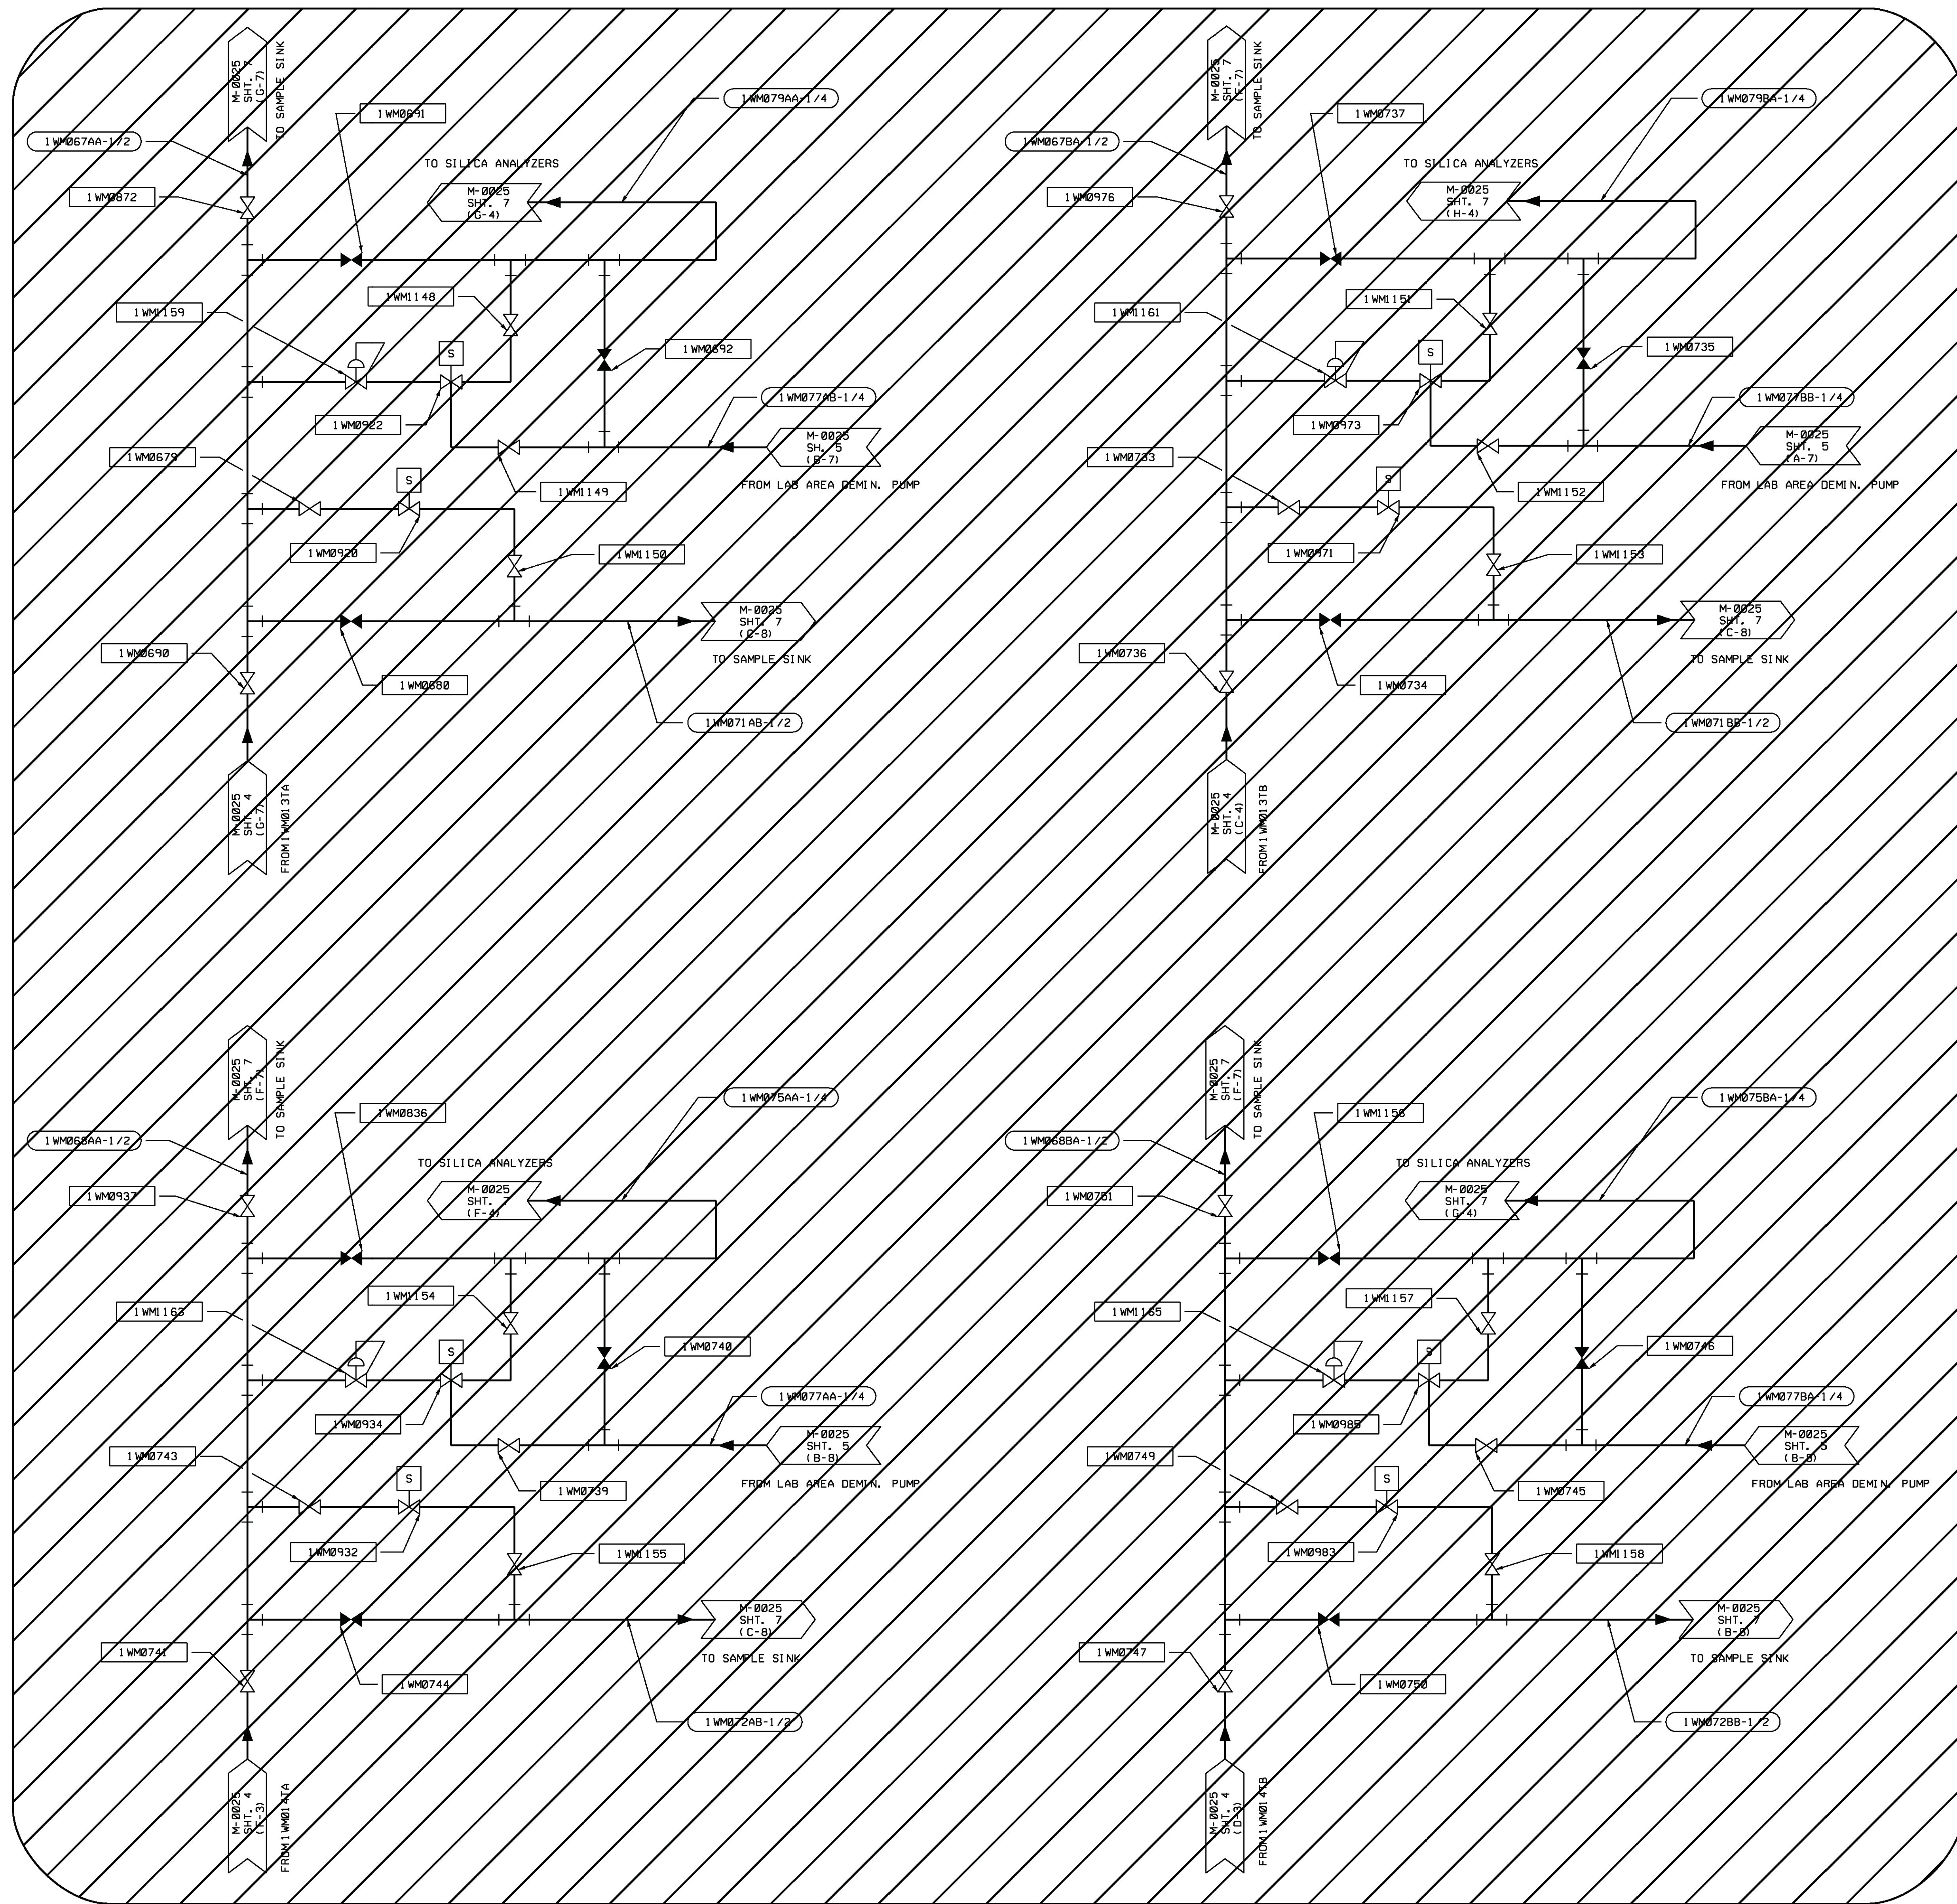 M-0025
SHT. 7
(G-7)
TO SAMPLE SINK
1WM067AA-1/2
1WM0691
1WM079AA-1/4
TO SILICA ANALYZERS
M-0025
SHT. 7
(G-4)
1WM0872
1WM1148
1WM1159
S
1WM0692
1WM0922
1WM077AB-1/4
M-0025
SH. 5
(B-7)
FROM LAB AREA DEMIN. PUMP
1WM0679
S
1WM1149
1WM0920
1WM1150
M-0025
SHT. 7
(C-8)
TO SAMPLE SINK
1WM0690
1WM0680
1WM071AB-1/2
M-0025
SHT. 4
(G-7)
FROM 1WM013TA
M-0025
SHT. 7
(F-7)
TO SAMPLE SINK
1WM067BA-1/2
1WM0737
1WM079BA-1/4
TO SILICA ANALYZERS
M-0025
SHT. 7
(H-4)
1WM0976
1WM1151
1WM1161
S
1WM0735
1WM0973
1WM077BB-1/4
M-0025
SHT. 5
(A-7)
FROM LAB AREA DEMIN. PUMP
1WM0733
S
1WM1152
1WM0971
1WM1153
M-0025
SHT. 7
(C-8)
TO SAMPLE SINK
1WM0736
1WM0734
1WM071BB-1/2
M-0025
SHT. 4
(C-4)
FROM 1WM013TB
M-0025
SHT. 7
(F-7)
TO SAMPLE SINK
1WM068AA-1/2
1WM0836
1WM075AA-1/4
TO SILICA ANALYZERS
M-0025
SHT. 7
(F-4)
1WM0937
1WM1154
1WM1163
S
1WM0740
1WM0934
1WM077AA-1/4
M-0025
SHT. 5
(B-8)
FROM LAB AREA DEMIN. PUMP
1WM0743
S
1WM0739
1WM0932
1WM1155
M-0025
SHT. 7
(C-8)
TO SAMPLE SINK
1WM0741
1WM0744
1WM072AB-1/2
M-0025
SHT. 4
(F-3)
FROM 1WM014TA
M-0025
SHT. 7
(F-7)
TO SAMPLE SINK
1WM068BA-1/2
1WM1156
1WM075BA-1/4
TO SILICA ANALYZERS
M-0025
SHT. 7
(G-4)
1WM0751
1WM1157
1WM1165
S
1WM0746
1WM0985
1WM077BA-1/4
M-0025
SHT. 5
(B-8)
FROM LAB AREA DEMIN. PUMP
1WM0749
S
1WM0745
1WM0983
1WM1158
M-0025
SHT. 7
(B-8)
TO SAMPLE SINK
1WM0747
1WM0750
1WM072BB-1/2
M-0025
SHT. 4
(D-3)
FROM 1WM014TB